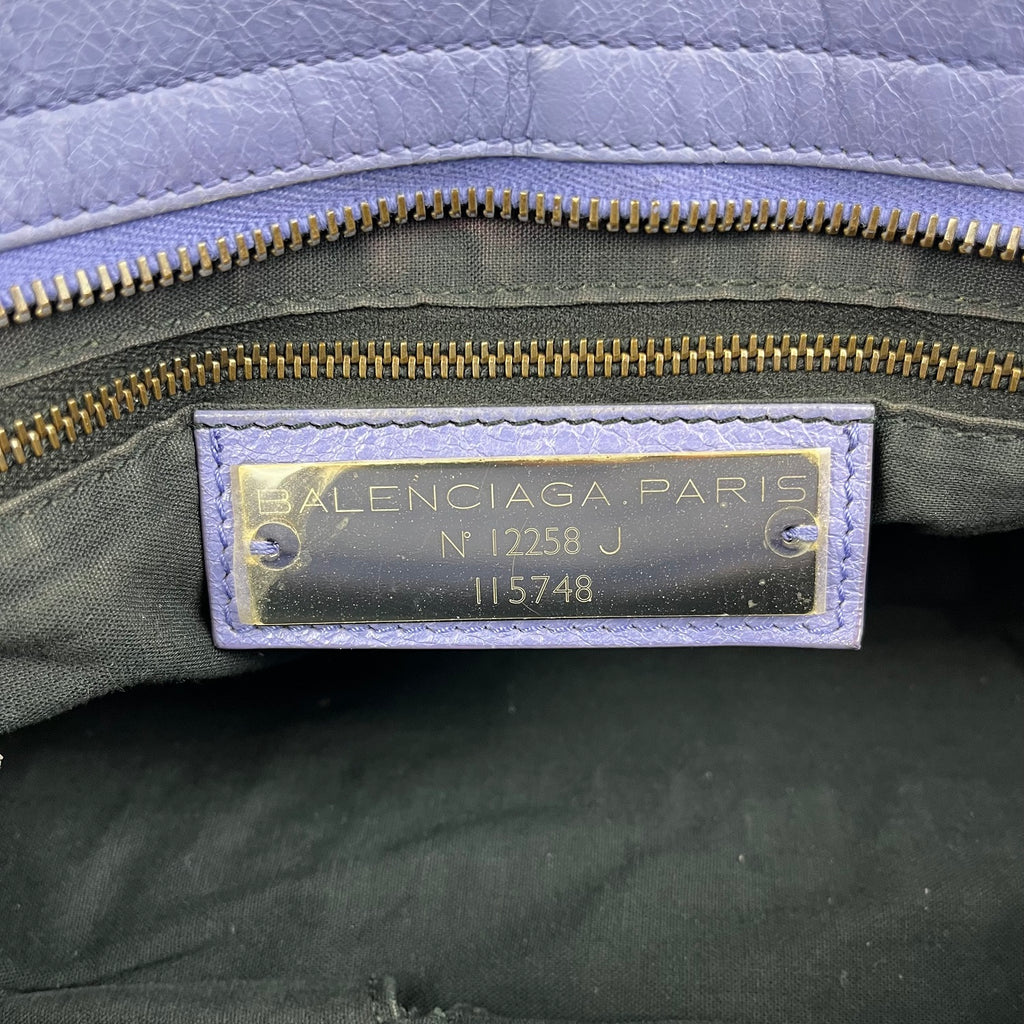 BALENCIAGA.PARIS
N° 12258 J
115748